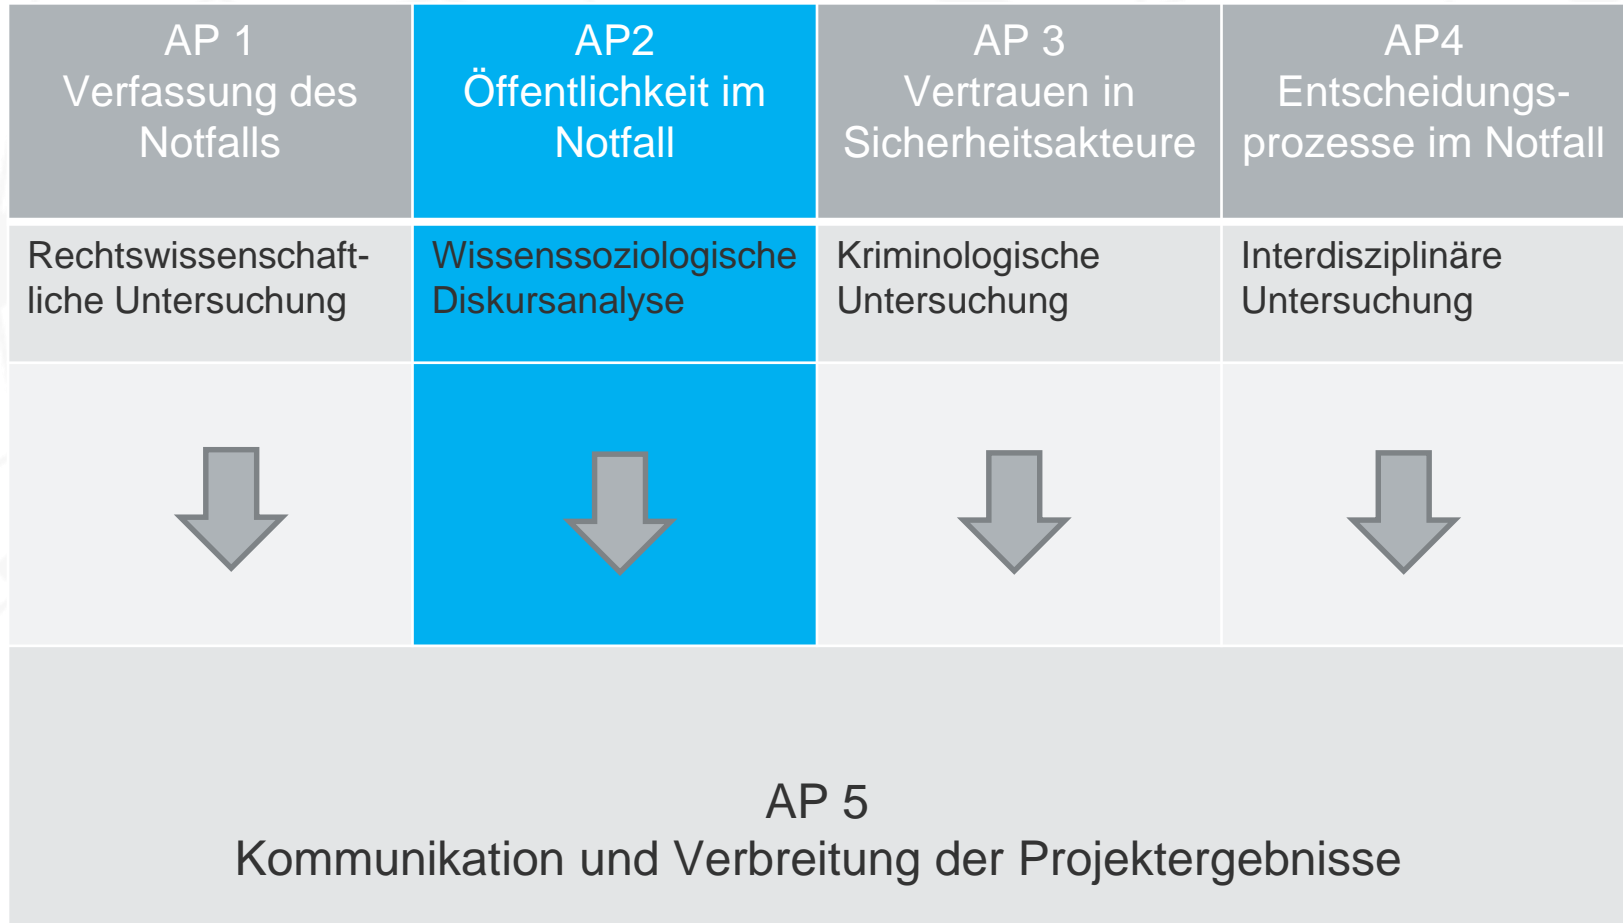 AP 1
Verfassung des
Notfalls
AP2
Öffentlichkeit im
Notfall
AP 3
Vertrauen in
Sicherheitsakteure
AP4
Entscheidungs-
prozesse im Notfall
Rechtswissenschaft-
liche Untersuchung
Wissenssoziologische
Diskursanalyse
Kriminologische
Untersuchung
Interdisziplinäre
Untersuchung
AP 5
Kommunikation und Verbreitung der Projektergebnisse